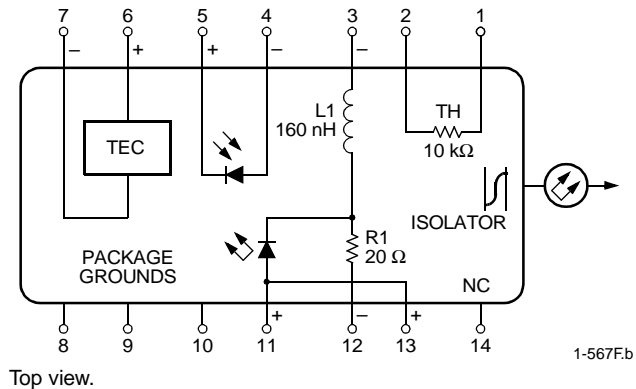 7 6 5 4 3 2 1
– + + – –
L1
160 nH
TH
10 kΩ
TEC
ISOLATOR
R1
20 Ω
PACKAGE
GROUNDS
NC
+ – +
8 9 10 11 12 13 14
1-567F.b
Top view.